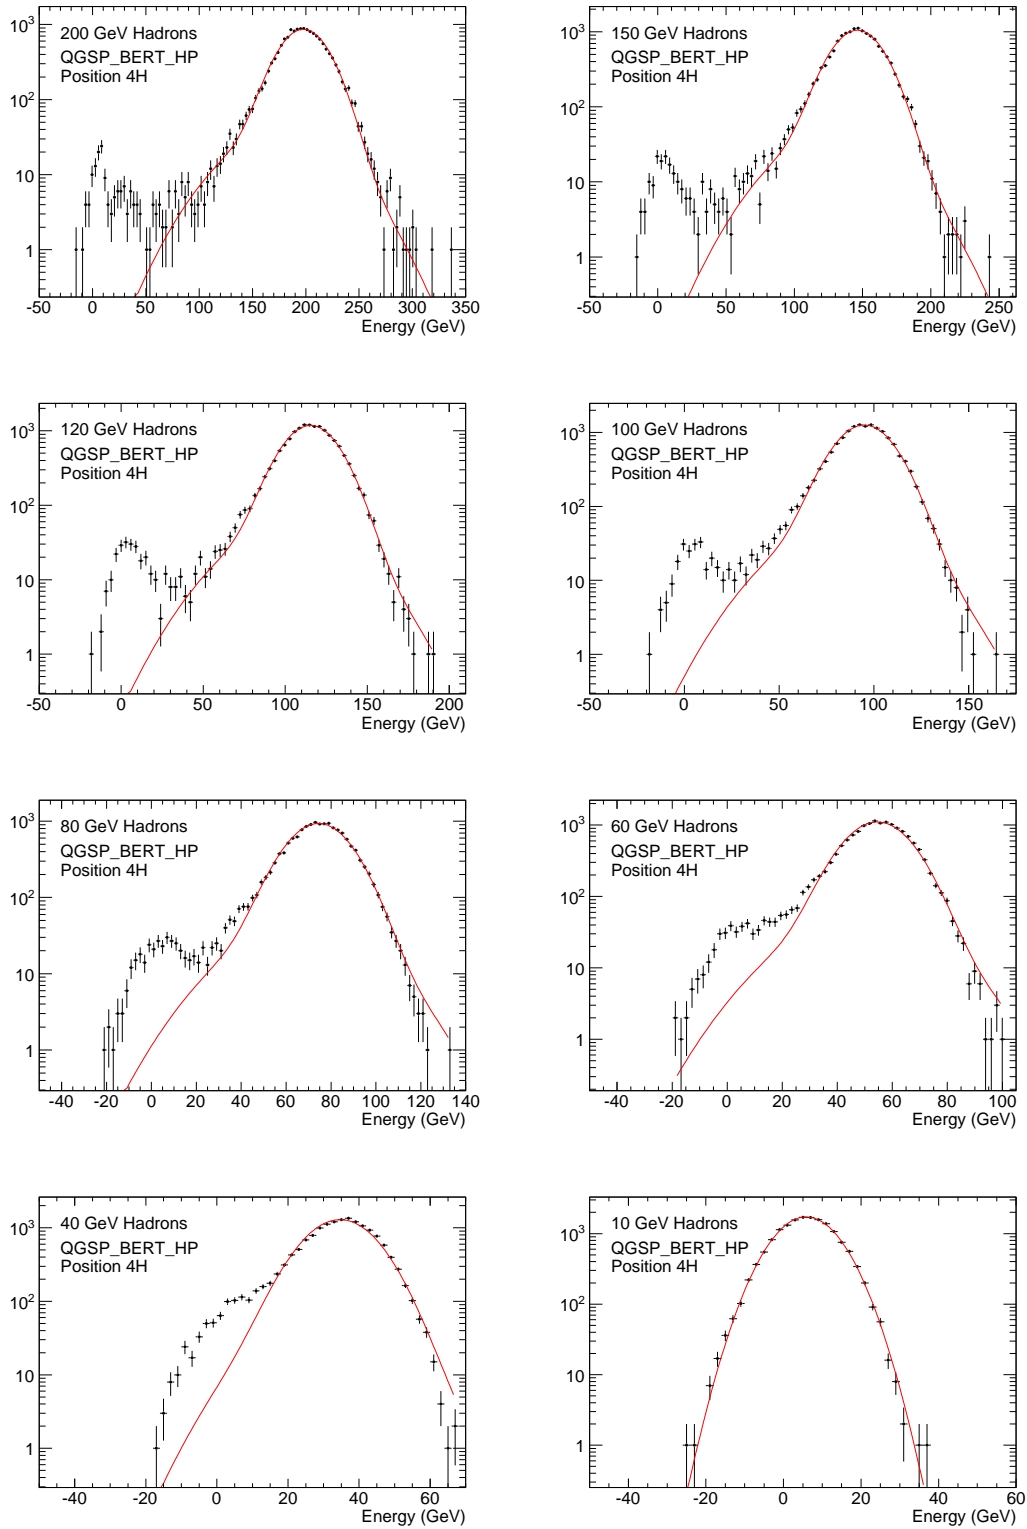 10³
10²
10
1
200 GeV Hadrons
QGSP_BERT_HP
Position 4H
-50 0 50 100 150 200 250 300 350
Energy (GeV)
10³
10²
10
1
150 GeV Hadrons
QGSP_BERT_HP
Position 4H
-50 0 50 100 150 200 250
Energy (GeV)
10³
10²
10
1
120 GeV Hadrons
QGSP_BERT_HP
Position 4H
-50 0 50 100 150 200
Energy (GeV)
10³
10²
10
1
100 GeV Hadrons
QGSP_BERT_HP
Position 4H
-50 0 50 100 150
Energy (GeV)
10³
10²
10
1
80 GeV Hadrons
QGSP_BERT_HP
Position 4H
-40 -20 0 20 40 60 80 100 120 140
Energy (GeV)
10³
10²
10
1
60 GeV Hadrons
QGSP_BERT_HP
Position 4H
-40 -20 0 20 40 60 80 100
Energy (GeV)
10³
10²
10
1
40 GeV Hadrons
QGSP_BERT_HP
Position 4H
-40 -20 0 20 40 60
Energy (GeV)
10³
10²
10
1
10 GeV Hadrons
QGSP_BERT_HP
Position 4H
-40 -20 0 20 40 60
Energy (GeV)